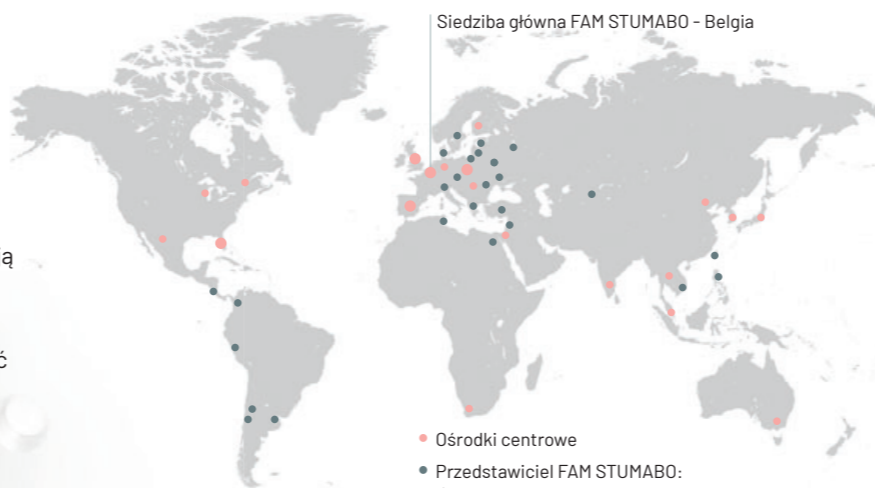 Siedziba główna FAM STUMABO - Belgia
ą
ć
Ośrodki centrowe
Przedstawiciel FAM STUMABO: